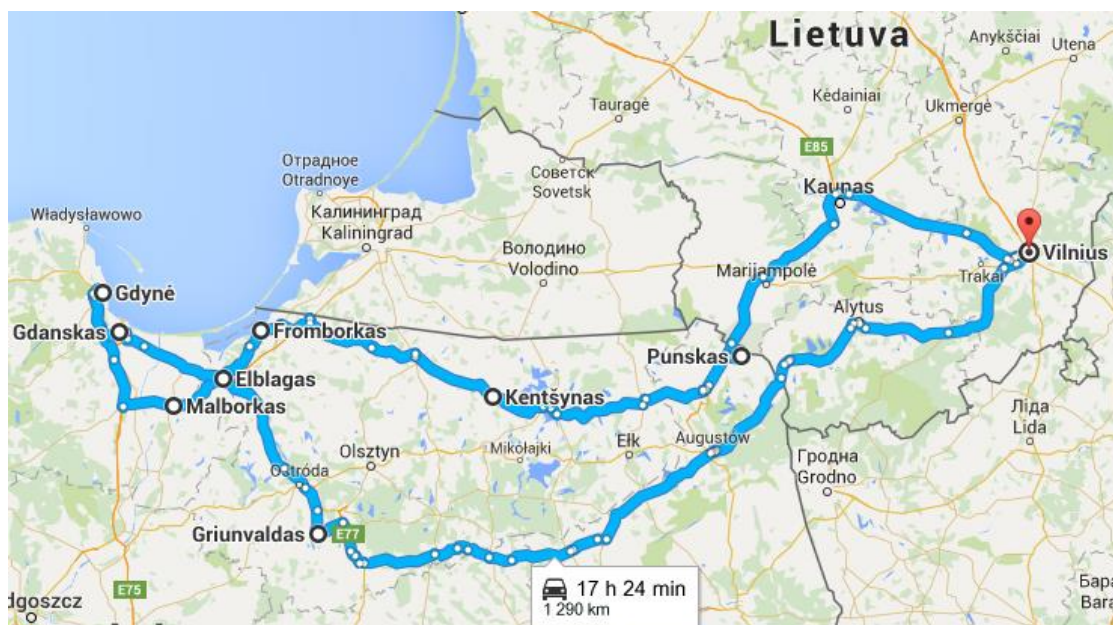 Lietuva
Anykščiai
Utena
Kėdainiai
Ukmergė
Tauragė
E85
Отрадное
Otradnoye
Советск
Sovetsk
Kaunas
Władysławowo
Калининград
Kaliningrad
Володино
Volodino
Marijampolė
Trakai
Vilnius
Gdynė
Gdanskas
Fromborkas
Alytus
Punskas
Elblagas
Malborkas
Kentšynas
Ліда
Lida
Olsztyn
Mikołajki
Ełk
Augustów
Гродна
Grodno
Ostróda
Griunvaldas
E77
E75
17 h 24 min
1 290 km
dgoszcz
Бара
Bara